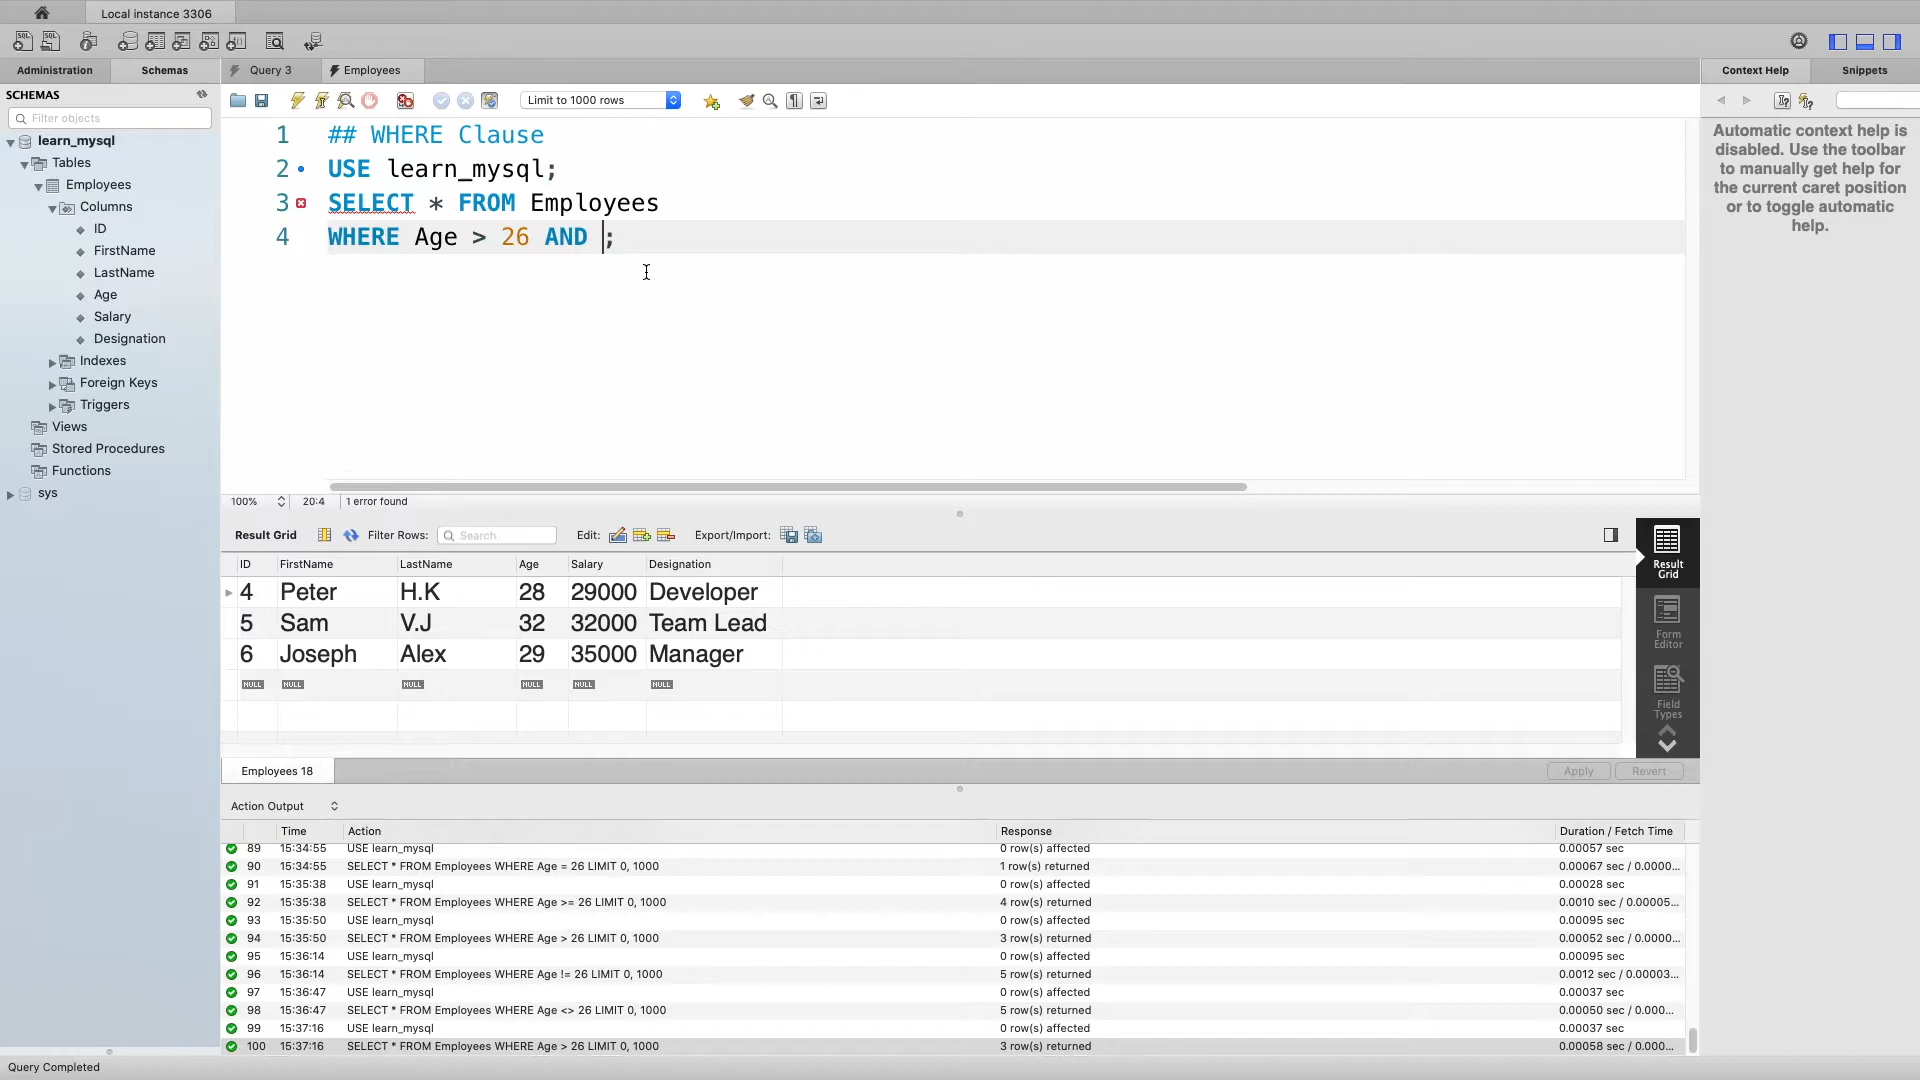 Local instance 3306
Administration Schemas Query 3 Employees Context Help Snippets
SCHEMAS
Limit to 1000 rows
Filter objects
learn_mysql
Tables
Employees
Columns
ID
FirstName
LastName
Age
Salary
Designation
Indexes
Foreign Keys
Triggers
Views
Stored Procedures
Functions
sys
1 ## WHERE Clause
2 USE learn_mysql;
3 SELECT * FROM Employees
4 WHERE Age > 26 AND ;
Automatic context help is
disabled. Use the toolbar
to manually get help for
the current caret position
or to toggle automatic
help.
100% 20:4 1 error found
Result Grid Filter Rows: Search Edit: Export/Import:
ID FirstName LastName Age Salary Designation
4 Peter H.K 28 29000 Developer
5 Sam V.J 32 32000 Team Lead
6 Joseph Alex 29 35000 Manager
NULL NULL NULL NULL NULL NULL
Result
Grid
Form
Editor
Field
Types
Employees 18 Apply Revert
Action Output
Time Action Response Duration / Fetch Time
89 15:34:55 USE learn_mysql 0 row(s) affected 0.00057 sec
90 15:34:55 SELECT * FROM Employees WHERE Age = 26 LIMIT 0, 1000 1 row(s) returned 0.00067 sec / 0.0000...
91 15:35:38 USE learn_mysql 0 row(s) affected 0.00028 sec
92 15:35:38 SELECT * FROM Employees WHERE Age >= 26 LIMIT 0, 1000 4 row(s) returned 0.0010 sec / 0.00005...
93 15:35:50 USE learn_mysql 0 row(s) affected 0.00095 sec
94 15:35:50 SELECT * FROM Employees WHERE Age > 26 LIMIT 0, 1000 3 row(s) returned 0.00052 sec / 0.0000...
95 15:36:14 USE learn_mysql 0 row(s) affected 0.00095 sec
96 15:36:14 SELECT * FROM Employees WHERE Age != 26 LIMIT 0, 1000 5 row(s) returned 0.0012 sec / 0.00003...
97 15:36:47 USE learn_mysql 0 row(s) affected 0.00037 sec
98 15:36:47 SELECT * FROM Employees WHERE Age <> 26 LIMIT 0, 1000 5 row(s) returned 0.00050 sec / 0.000...
99 15:37:16 USE learn_mysql 0 row(s) affected 0.00037 sec
100 15:37:16 SELECT * FROM Employees WHERE Age > 26 LIMIT 0, 1000 3 row(s) returned 0.00058 sec / 0.000...
Query Completed